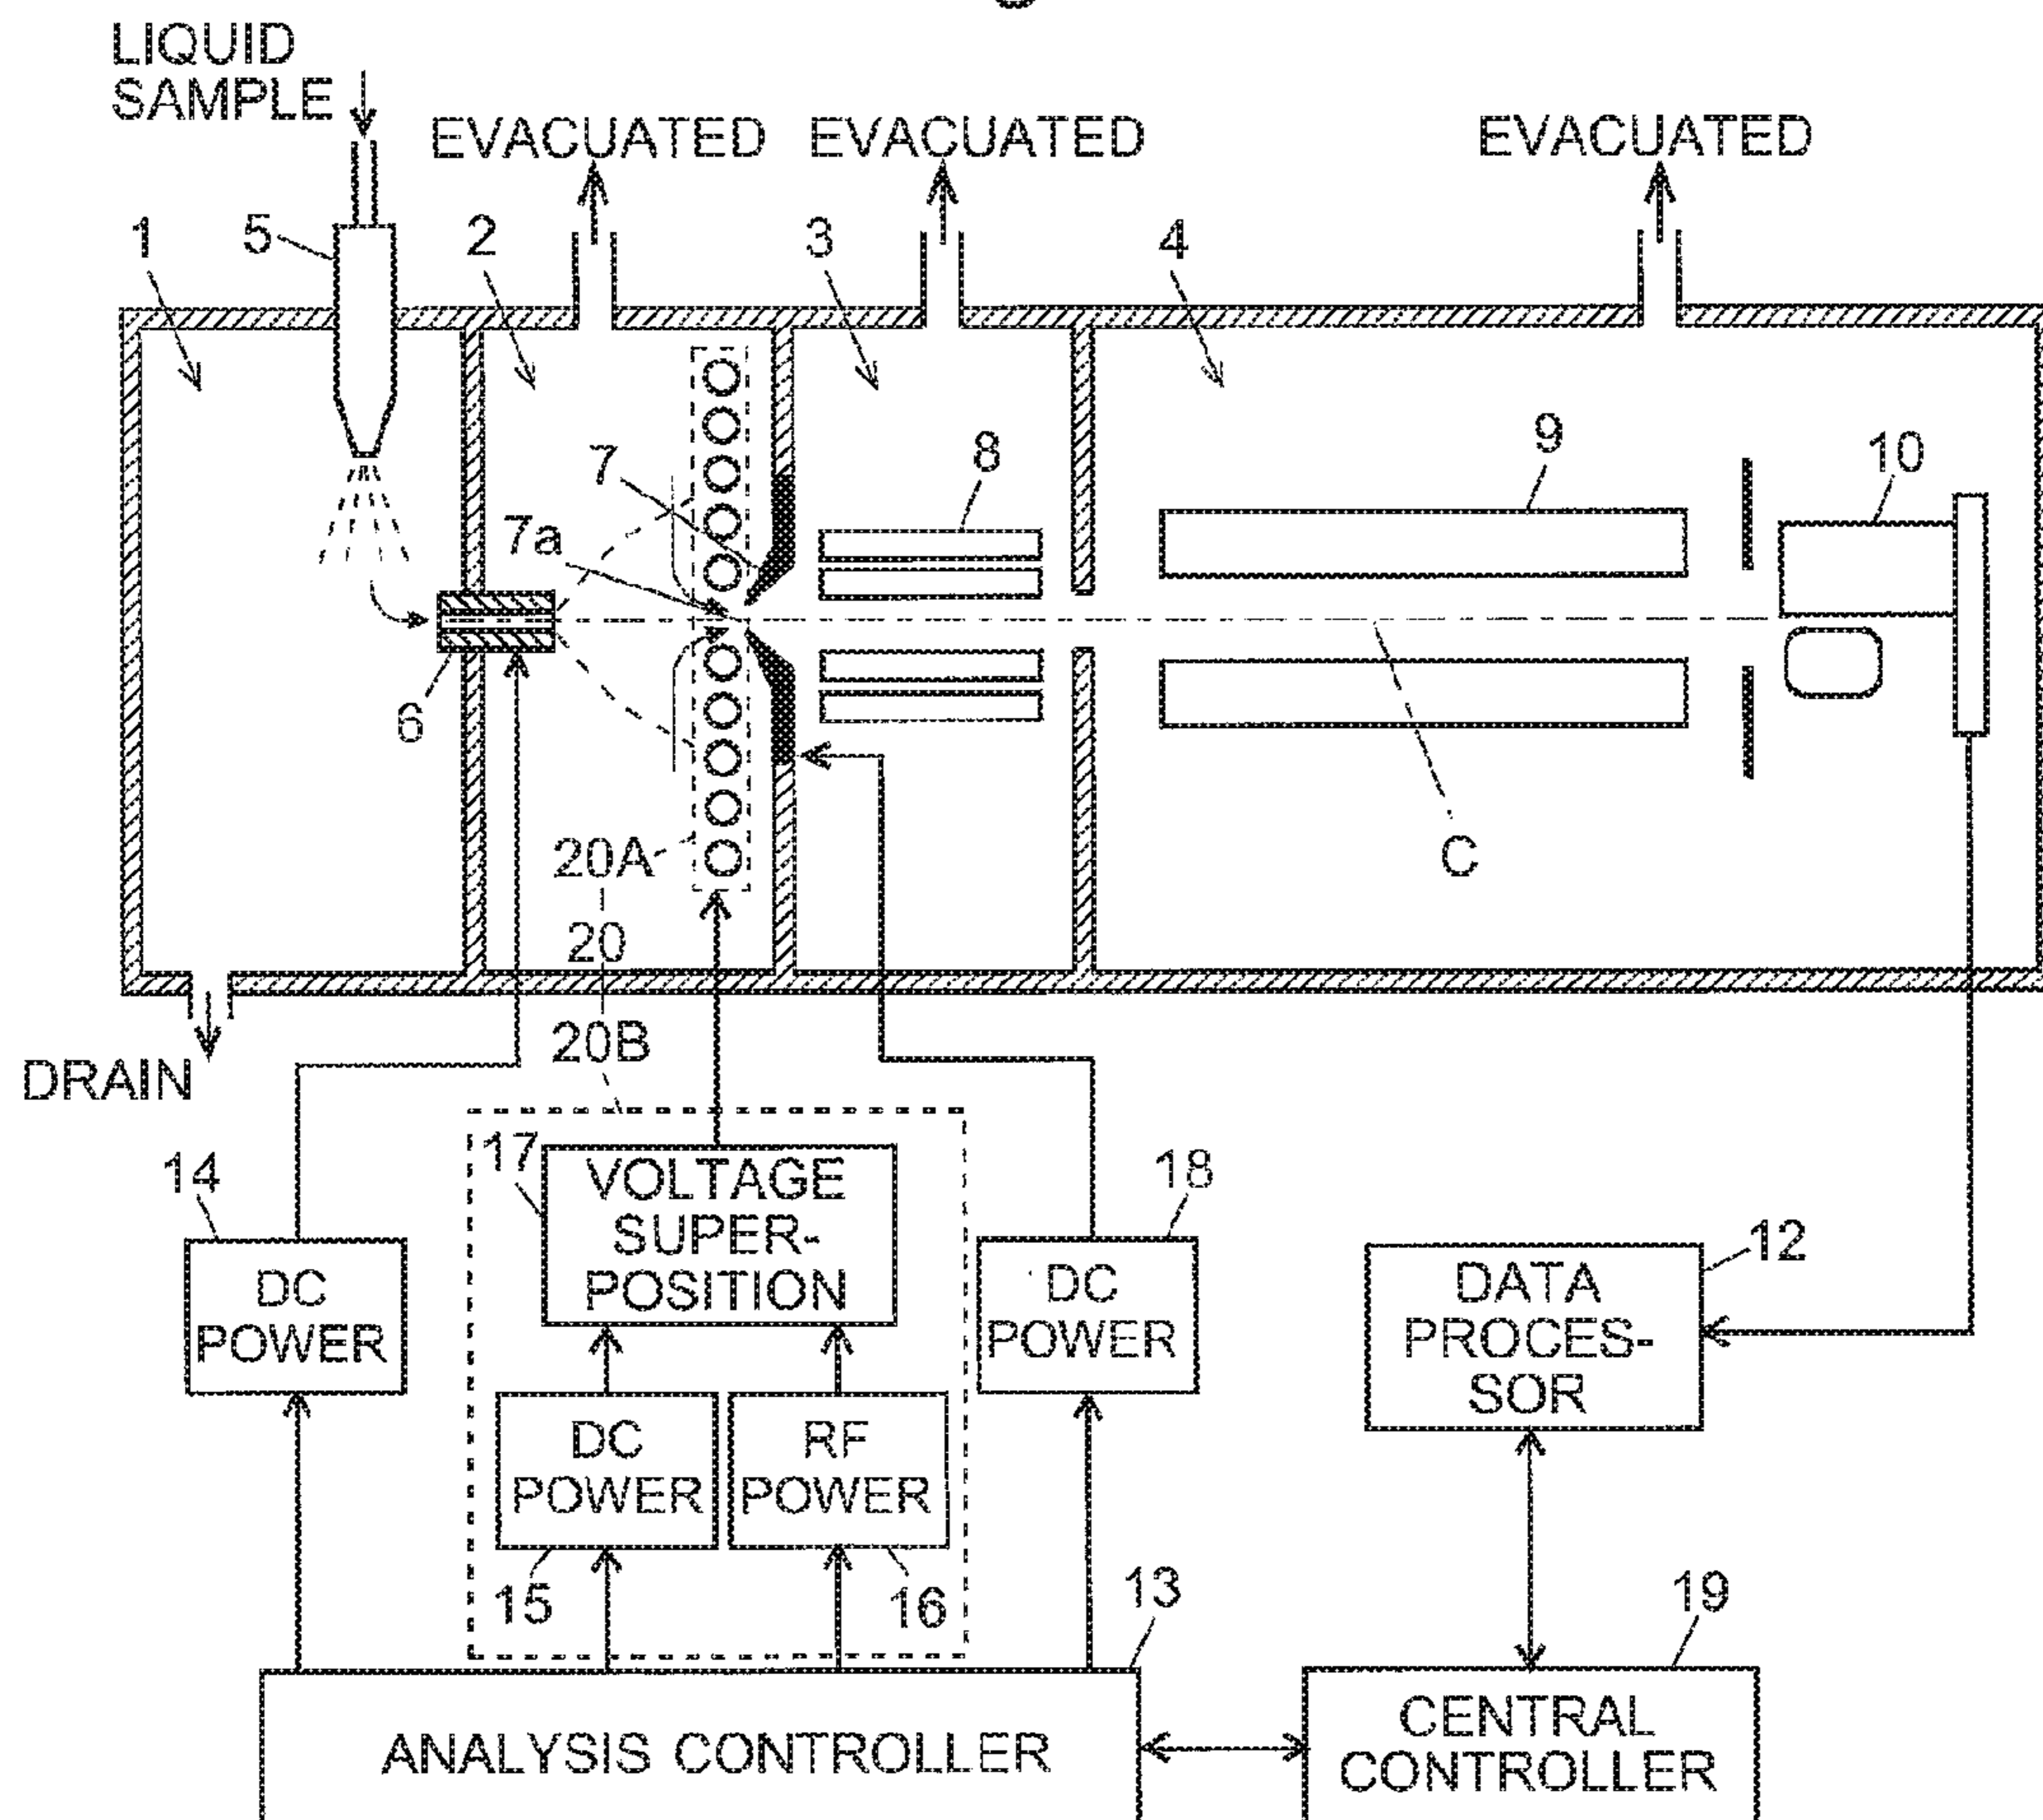 LIQUID
SAMPLE
EVACUATED
EVACUATED
EVACUATED
1
5
2
3
4
7
8
9
10
7a
6
20A
C
20
20B
DRAIN
17
VOLTAGE
SUPER-
POSITION
14
18
12
DC
POWER
DC
POWER
DATA
PROCES-
SOR
DC
POWER
RF
POWER
15
16
13
19
ANALYSIS CONTROLLER
CENTRAL
CONTROLLER